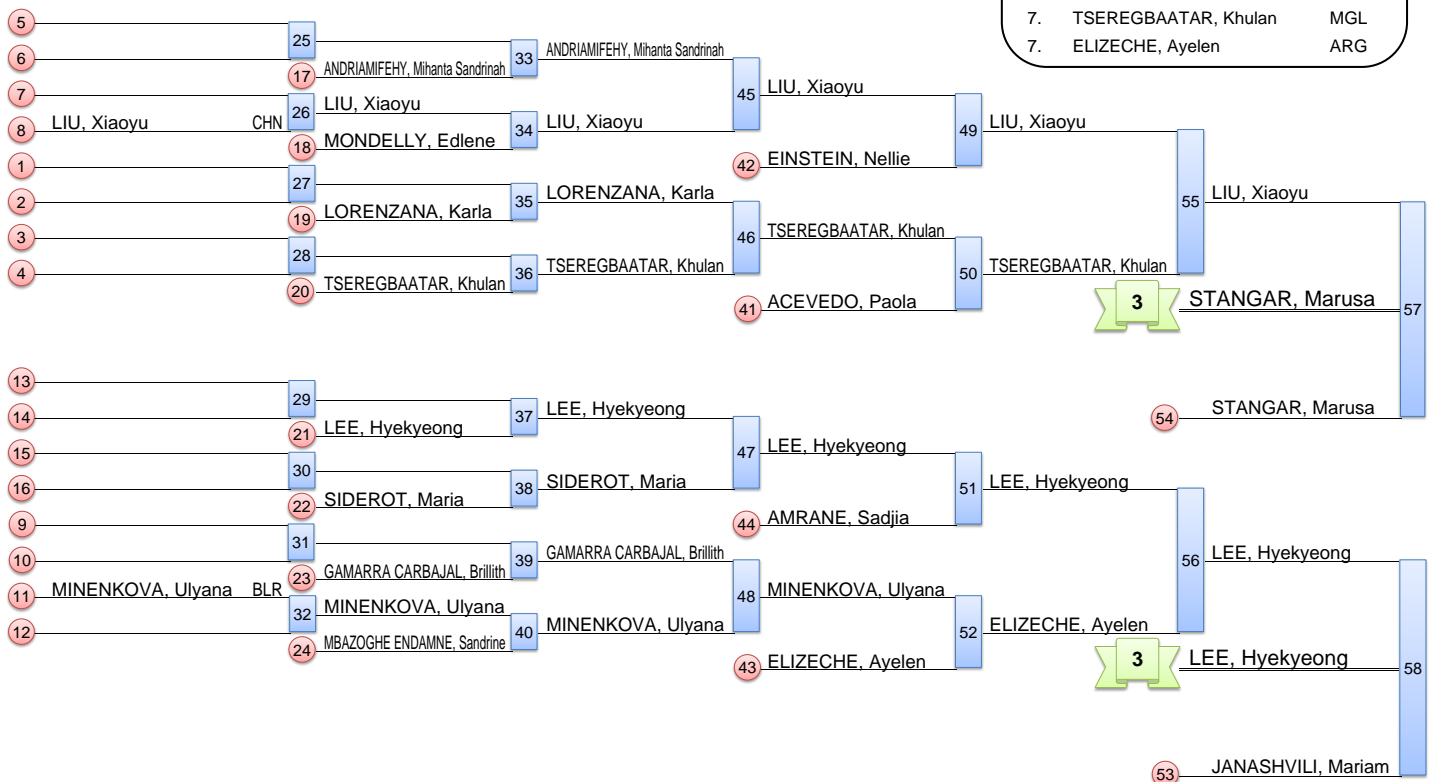 7. TSEREGBAATAR, Khulan MGL
7. ELIZECHE, Ayelen ARG
5
25
6
33 ANDRIAMIFEHY, Mihanta Sandrinah
17 ANDRIAMIFEHY, Mihanta Sandrinah
45 LIU, Xiaoyu
7
26 LIU, Xiaoyu
8 LIU, Xiaoyu CHN
34 LIU, Xiaoyu
49 LIU, Xiaoyu
18 MONDELLY, Edlene
42 EINSTEIN, Nellie
1
27
2
35 LORENZANA, Karla
55 LIU, Xiaoyu
19 LORENZANA, Karla
3
46 TSEREGBAATAR, Khulan
28
4
36 TSEREGBAATAR, Khulan
50 TSEREGBAATAR, Khulan
20 TSEREGBAATAR, Khulan
41 ACEVEDO, Paola
3 STANGAR, Marusa
57
13
29
14
37 LEE, Hyekyeong
54 STANGAR, Marusa
21 LEE, Hyekyeong
15
47 LEE, Hyekyeong
30
16
38 SIDEROT, Maria
51 LEE, Hyekyeong
22 SIDEROT, Maria
9
44 AMRANE, Sadjia
31
10
39 GAMARRA CARBAJAL, Brillith
56 LEE, Hyekyeong
23 GAMARRA CARBAJAL, Brillith
11 MINENKOVA, Ulyana BLR
48 MINENKOVA, Ulyana
32 MINENKOVA, Ulyana
12
40 MINENKOVA, Ulyana
52 ELIZECHE, Ayelen
24 MBAZOGHE ENDAMNE, Sandrine
43 ELIZECHE, Ayelen
3 LEE, Hyekyeong
58
53 JANASHVILI, Mariam